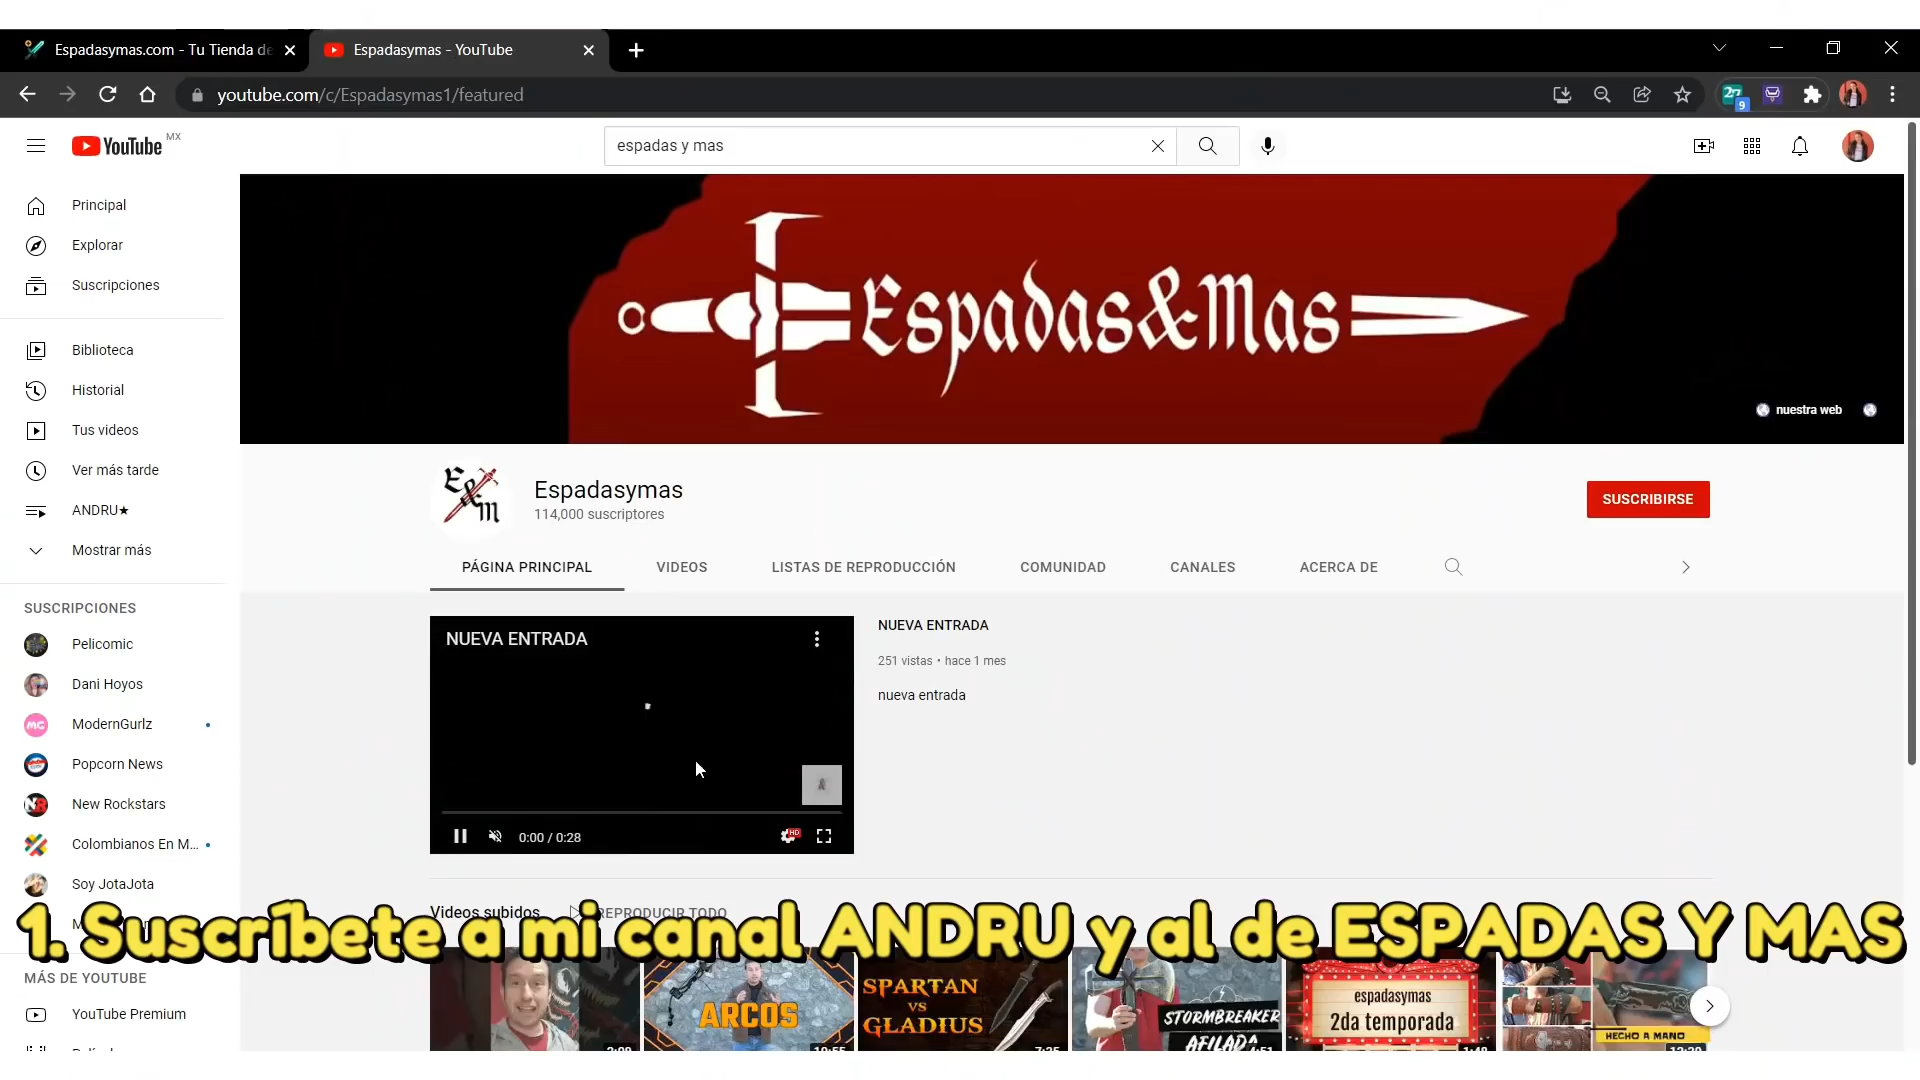 Espadasymas.com - Tu Tienda de
Espadasymas - YouTube
youtube.com/c/Espadasymas1/featured
9
YouTube
MX
espadas y mas
Principal
Explorar
Suscripciones
Biblioteca
Historial
Tus videos
Ver más tarde
ANDRU★
Mostrar más
SUSCRIPCIONES
Pelicomic
Dani Hoyos
ModernGurlz
Popcorn News
New Rockstars
Colombianos En M...
Soy JotaJota
MÁS DE YOUTUBE
YouTube Premium
Espadas&Mas
nuestra web
Espadasymas
114,000 suscriptores
SUSCRIBIRSE
PÁGINA PRINCIPAL
VIDEOS
LISTAS DE REPRODUCCIÓN
COMUNIDAD
CANALES
ACERCA DE
NUEVA ENTRADA
0:00 / 0:28
HD
NUEVA ENTRADA
251 vistas • hace 1 mes
nueva entrada
Videos subidos
REPRODUCIR TODO
1. Suscríbete a mi canal ANDRU y al de ESPADAS Y MAS
ARCOS
SPARTAN
VS
GLADIUS
STORMBREAKER
AFILADA
espadasymas
2da temporada
HECHO A MANO